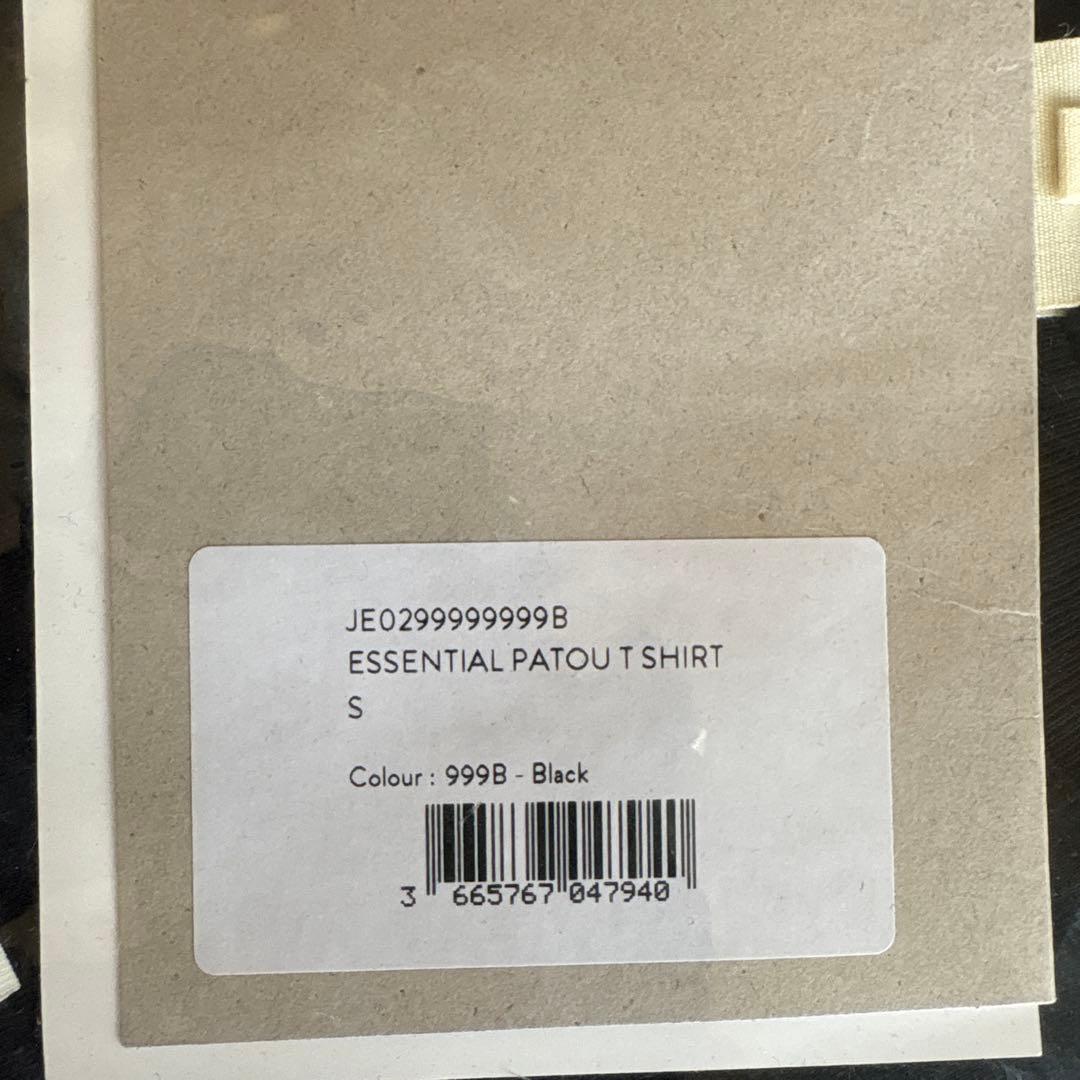 JE0299999999B
ESSENTIAL PATOU T SHIRT
S
Colour : 999B - Black
3 665767 047940